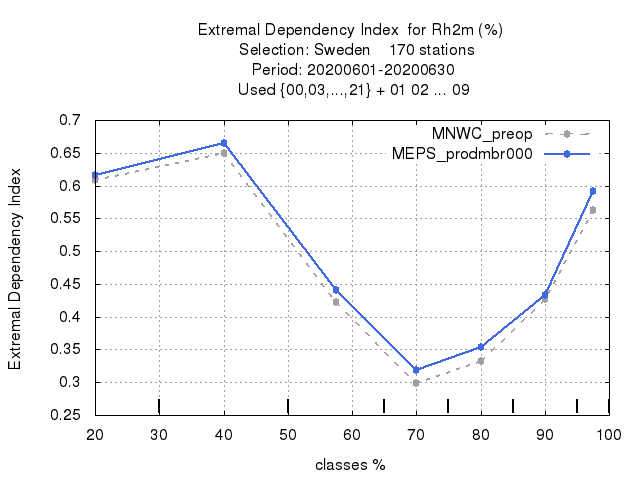 Extremal Dependency Index  for Rh2m (%)
Selection: Sweden    170 stations
Period: 20200601-20200630
Used {00,03,...,21} + 01 02 ... 09
MNWC_preop
MEPS_prodmbr000
Extremal Dependency Index
0.7
0.65
0.6
0.55
0.5
0.45
0.4
0.35
0.3
0.25
20 30 40 50 60 70 80 90 100
classes %